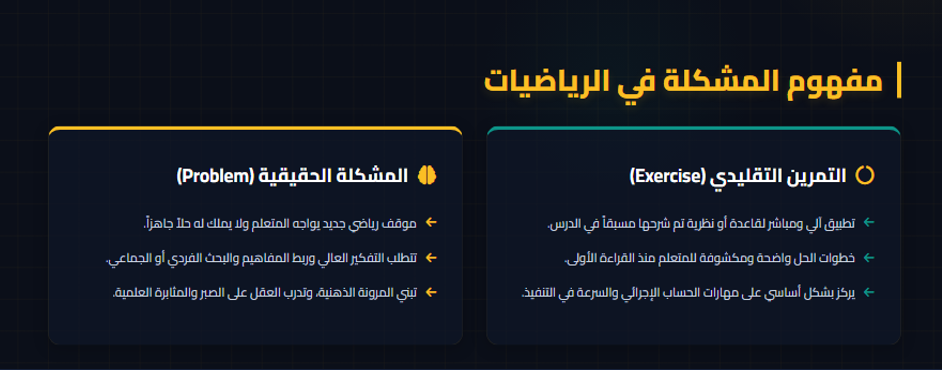 مفهوم المشكلة في الرياضيات
التمرين التقليدي (Exercise)
تطبيق آلي ومباشر لقاعدة أو نظرية تم شرحها مسبقاً في الدرس.
خطوات الحل واضحة ومكشوفة للمتعلم منذ القراءة الأولى.
يركز بشكل أساسي على مهارات الحساب الإجرائي والسرعة في التنفيذ.
المشكلة الحقيقية (Problem)
موقف رياضي جديد يواجه المتعلم ولا يملك له حلاً جاهزاً.
تتطلب التفكير العالي وربط المفاهيم والبحث الفردي أو الجماعي.
تبني المرونة الذهنية، وتدرب العقل على الصبر والمثابرة العلمية.